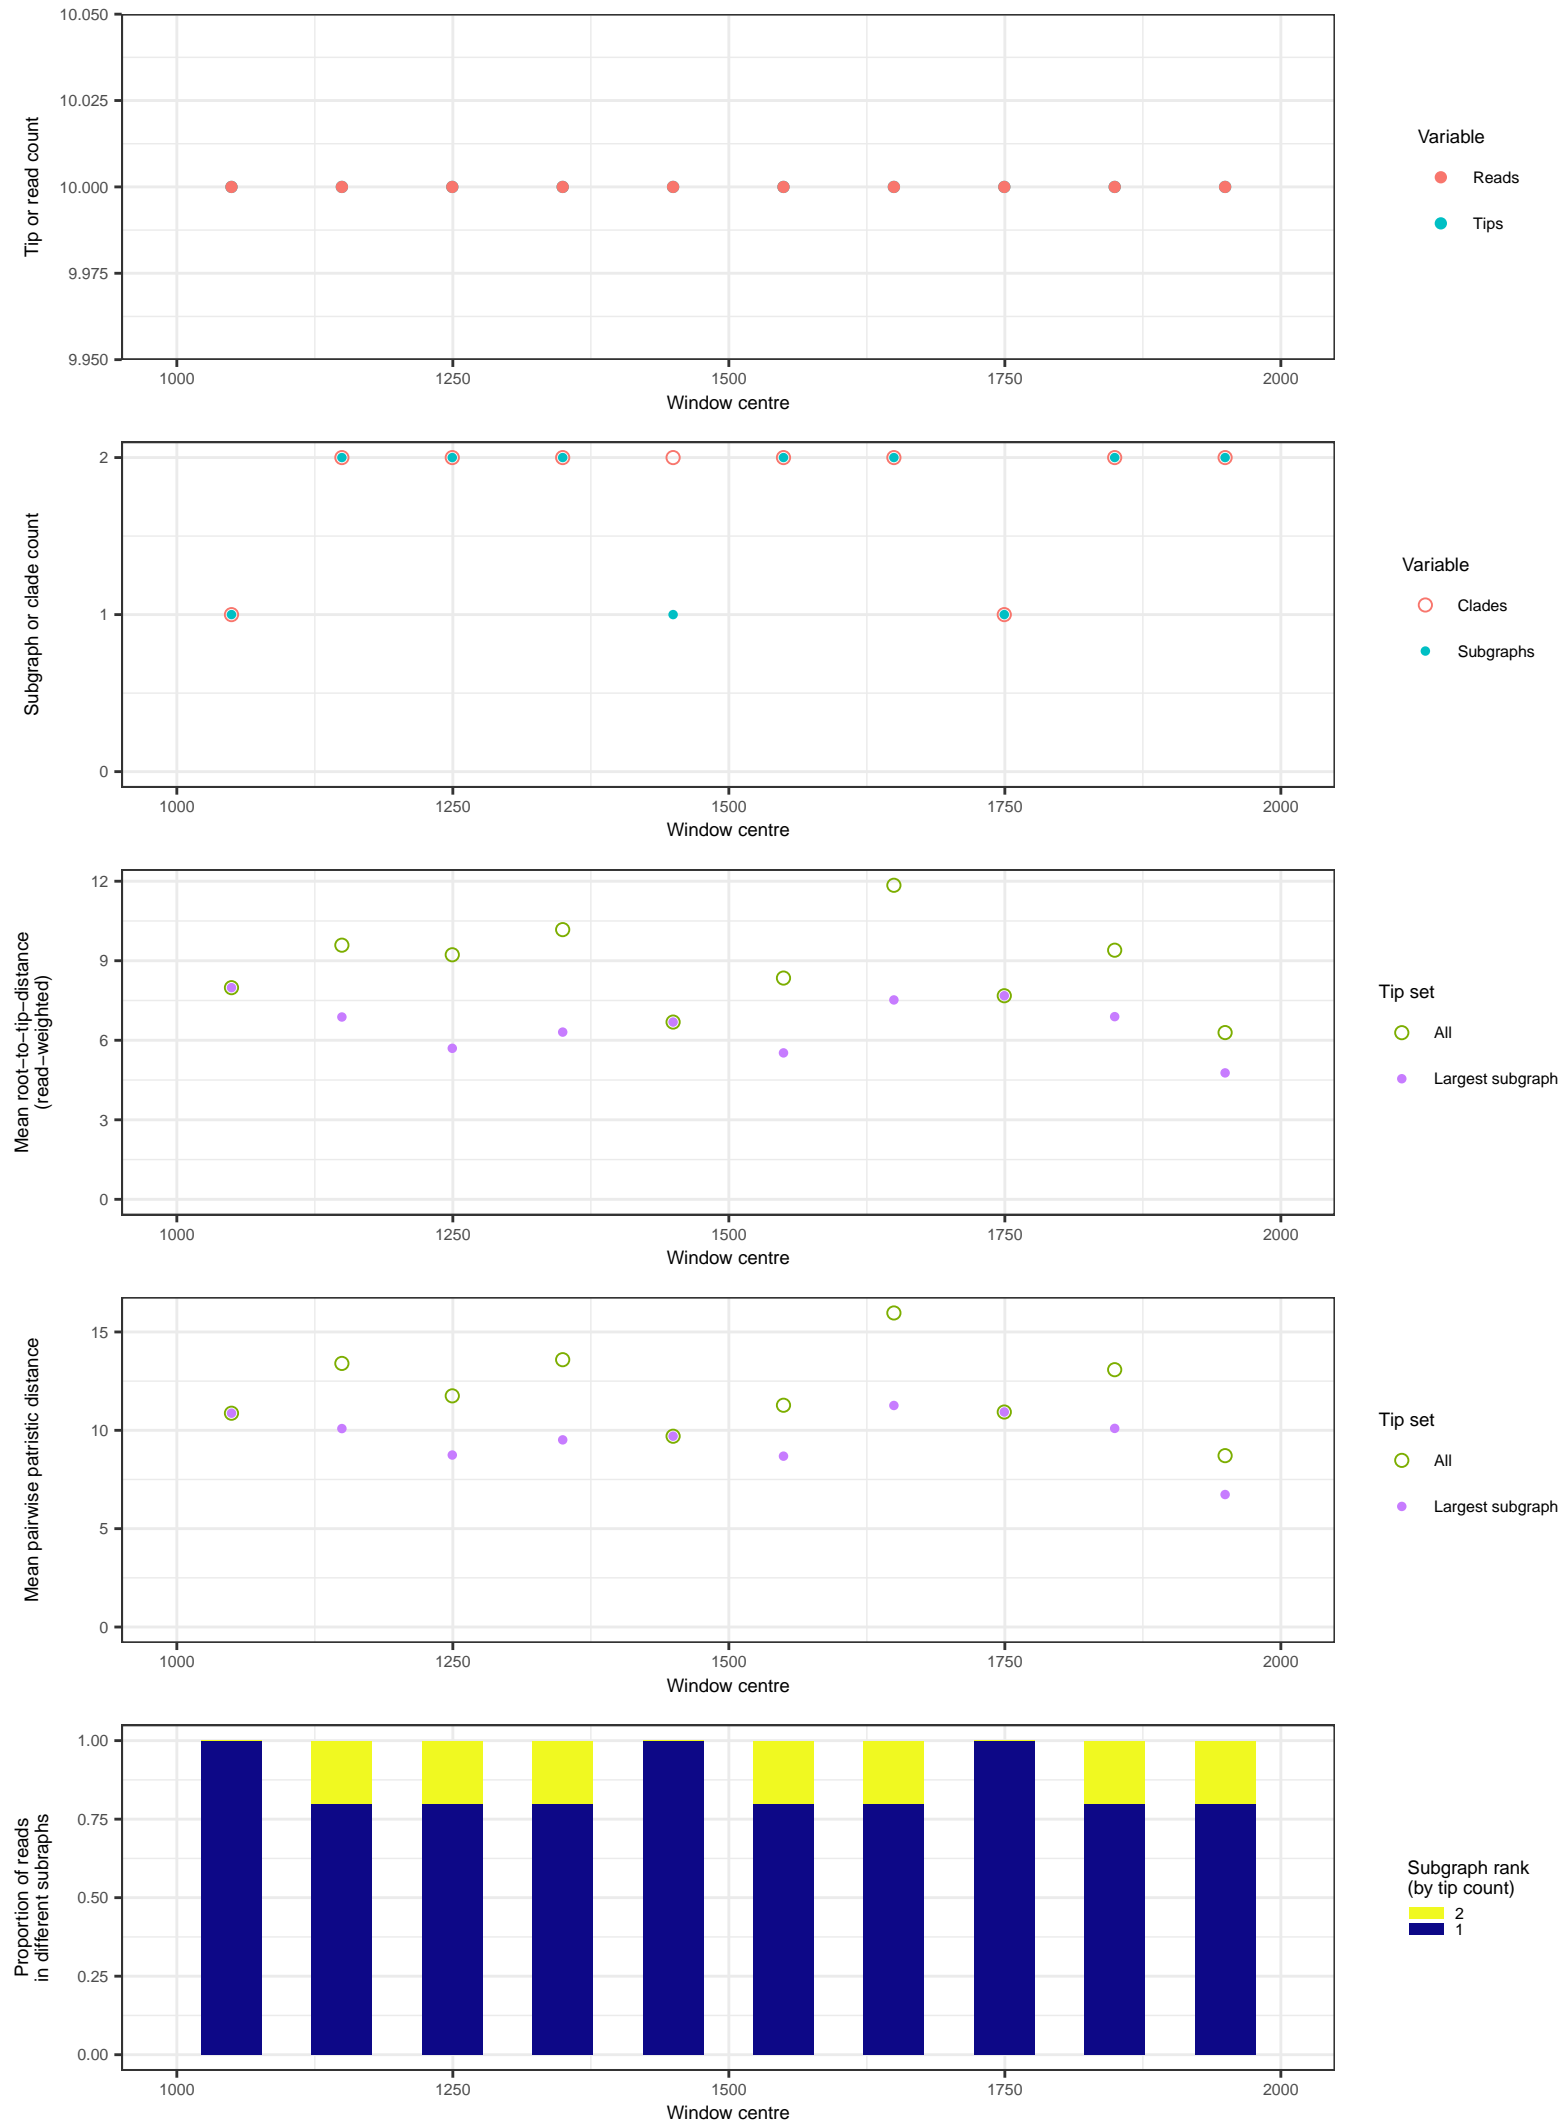 10.050
10.025
10.000
9.975
9.950
Tip or read count
1000 1250 1500 1750 2000
Window centre
Variable
Reads
Tips
2
1
0
Subgraph or clade count
1000 1250 1500 1750 2000
Window centre
Variable
Clades
Subgraphs
12
9
6
3
0
Mean root−to−tip−distance
(read−weighted)
1000 1250 1500 1750 2000
Window centre
Tip set
All
Largest subgraph
15
10
5
0
Mean pairwise patristic distance
1000 1250 1500 1750 2000
Window centre
Tip set
All
Largest subgraph
1.00
0.75
0.50
0.25
0.00
Proportion of reads
in different subraphs
1000 1250 1500 1750 2000
Window centre
Subgraph rank
(by tip count)
2
1